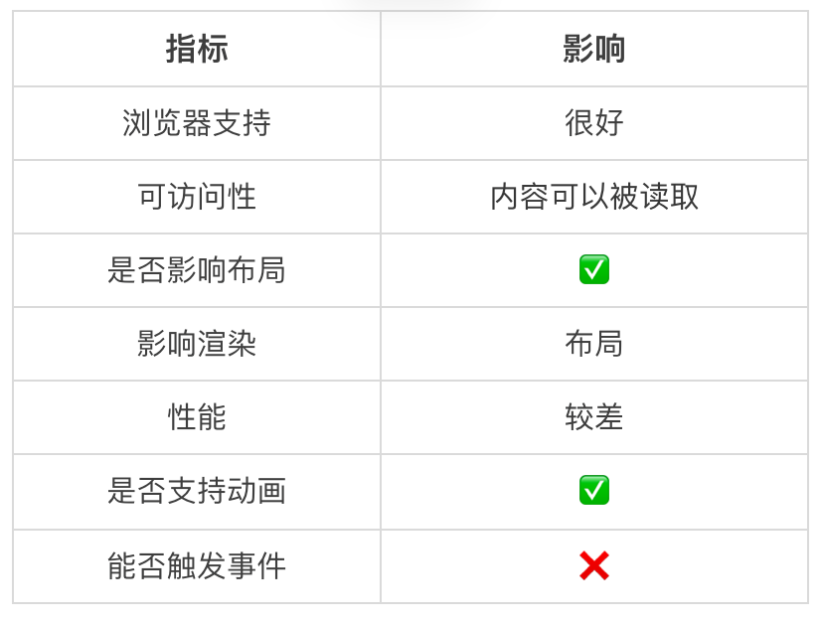 指标 影响
浏览器支持 很好
可访问性 内容可以被读取
是否影响布局 ✅
影响渲染 布局
性能 较差
是否支持动画 ✅
能否触发事件 ❌